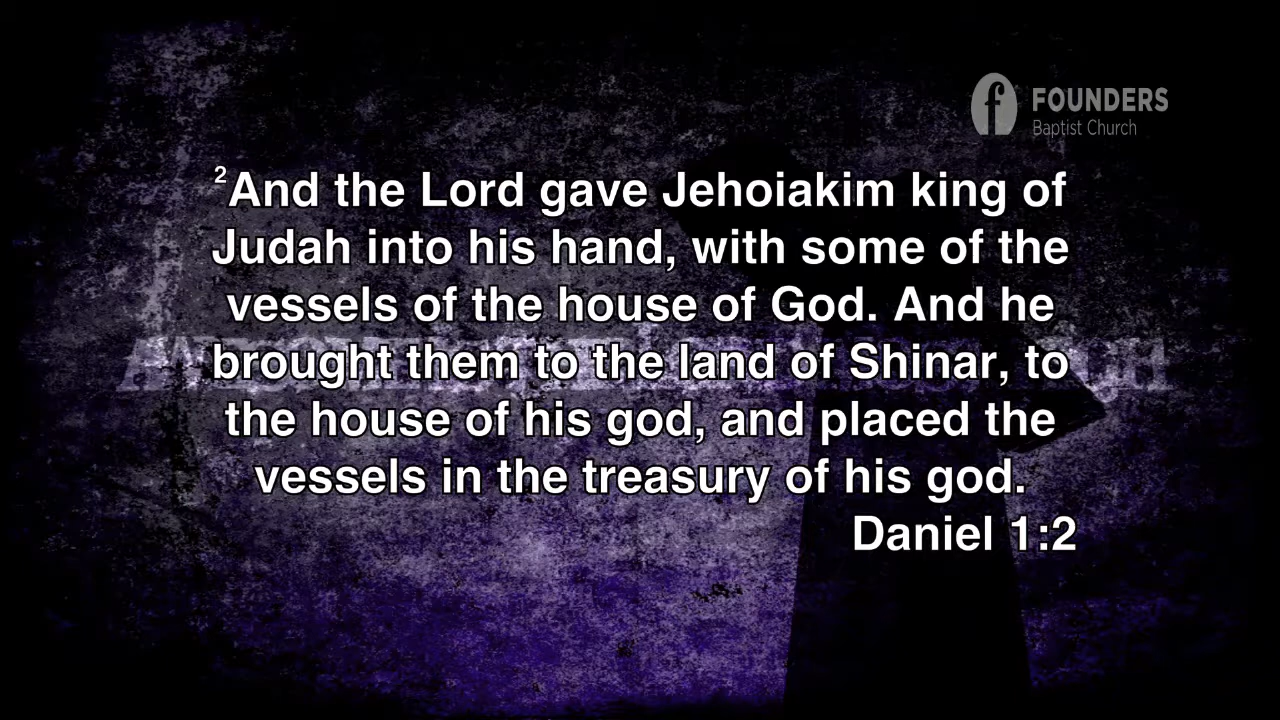 FOUNDERS
Baptist Church
²And the Lord gave Jehoiakim king of
Judah into his hand, with some of the
vessels of the house of God. And he
brought them to the land of Shinar, to
the house of his god, and placed the
vessels in the treasury of his god.
Daniel 1:2